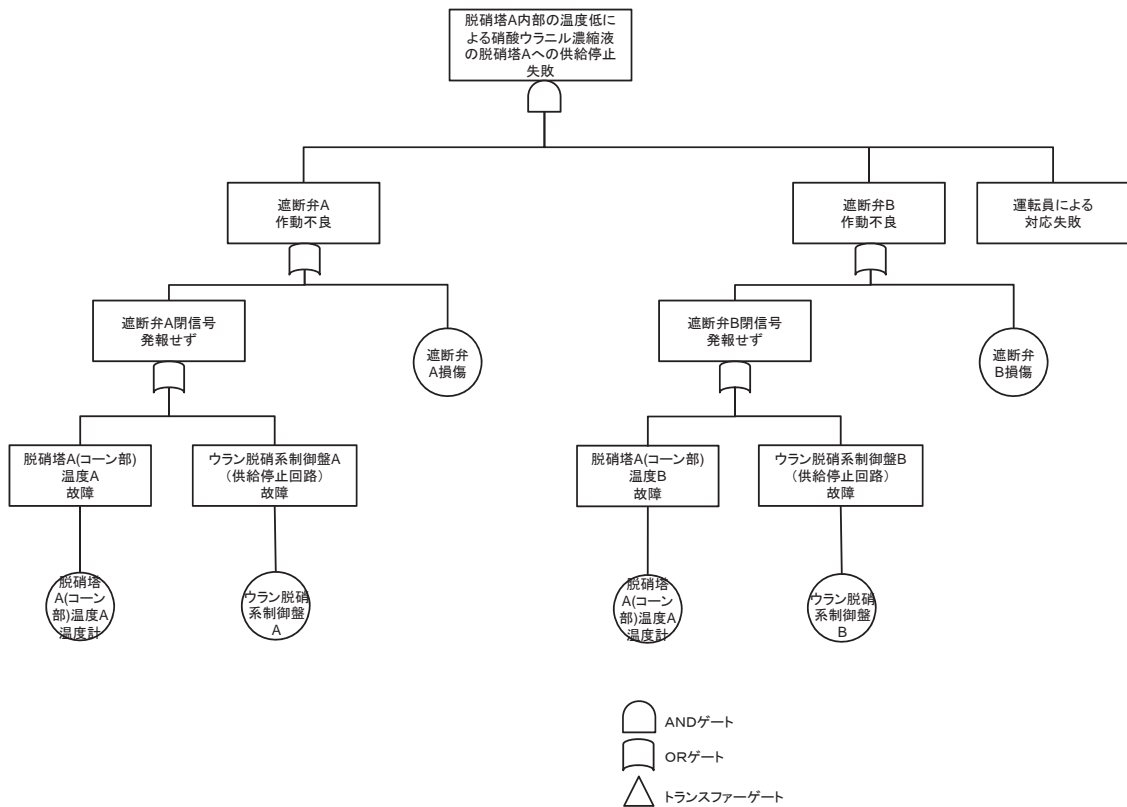 脱硝塔A内部の温度低に
よる硝酸ウラニル濃縮液
の脱硝塔Aへの供給停止
失敗
遮断弁A
作動不良
遮断弁B
作動不良
運転員による
対応失敗
遮断弁A閉信号
発報せず
遮断弁
A損傷
遮断弁B閉信号
発報せず
遮断弁
B損傷
脱硝塔A(コーン部)
温度A
故障
ウラン脱硝系制御盤A
（供給停止回路）
故障
脱硝塔A(コーン部)
温度B
故障
ウラン脱硝系制御盤B
（供給停止回路）
故障
脱硝塔
A(コーン
部)温度A
温度計
ウラン脱硝
系制御盤
A
脱硝塔
A(コーン
部)温度A
温度計
ウラン脱硝
系制御盤
B
ANDゲート
ORゲート
トランスファーゲート